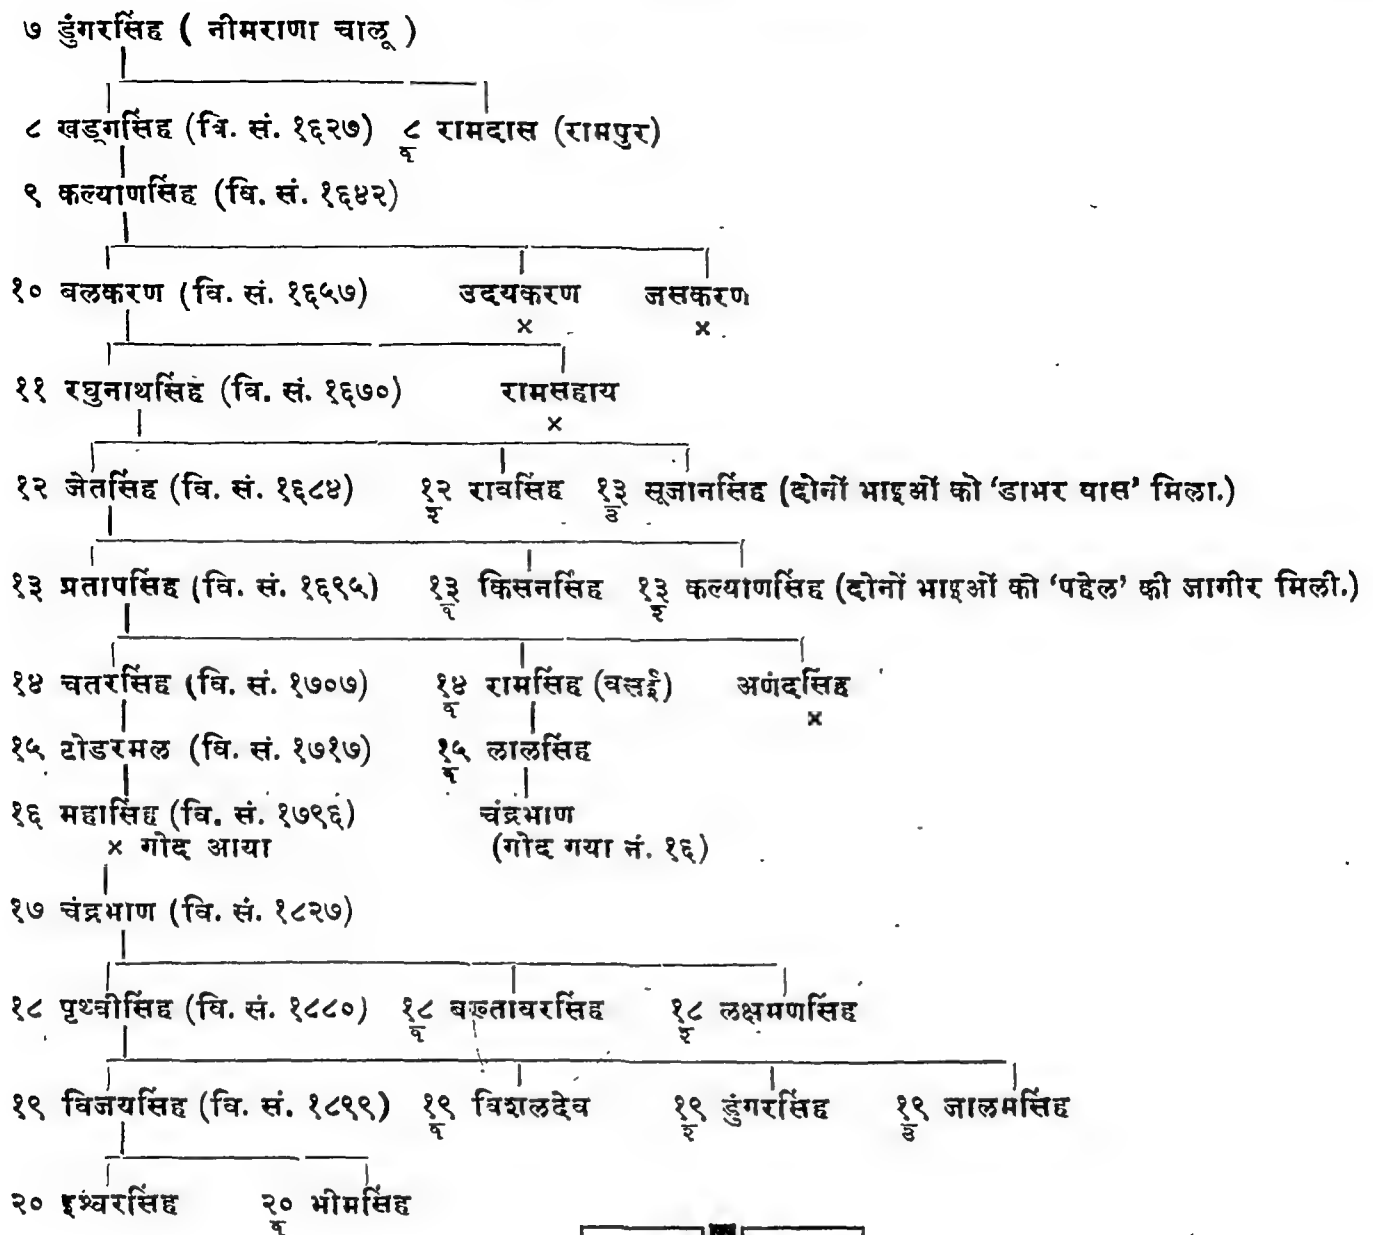 ७ डुंगरसिंह ( नीमराणा चालू )
८ खड्गसिंह (वि. सं. १६२७) ८ रामदास (रामपुर)
९ कल्याणसिंह (वि. सं. १६४२)
१० बलकरण (वि. सं. १६५७) उदयकरण जसकरण
× ×
११ रघुनाथसिंह (वि. सं. १६७०) रामसहाय
×
१२ जेतसिंह (वि. सं. १६८४) १२ रावसिंह १३ सूजानसिंह (दोनों भाइओं को ‘डाभर वास’ मिला.)
१३ प्रतापसिंह (वि. सं. १६९५) १३ किसनसिंह १३ कल्याणसिंह (दोनों भाइओं को ‘पहेल’ की जागीर मिली.)
१४ चतरसिंह (वि. सं. १७०७) १४ रामसिंह (वसई) अणंदसिंह
×
१५ टोडरमल (वि. सं. १७१७) १५ लालसिंह
१६ महासिंह (वि. सं. १७९६) चंद्रभाण
× गोद आया (गोद गया नं. १६)
१७ चंद्रभाण (वि. सं. १८२७)
१८ पृथ्वीसिंह (वि. सं. १८८०) १८ बख्तावरसिंह १८ लक्षमणसिंह
१९ विजयसिंह (वि. सं. १८९९) १९ विशलदेव १९ डुंगरसिंह १९ जालमसिंह
२० इश्वरसिंह २० भीमसिंह